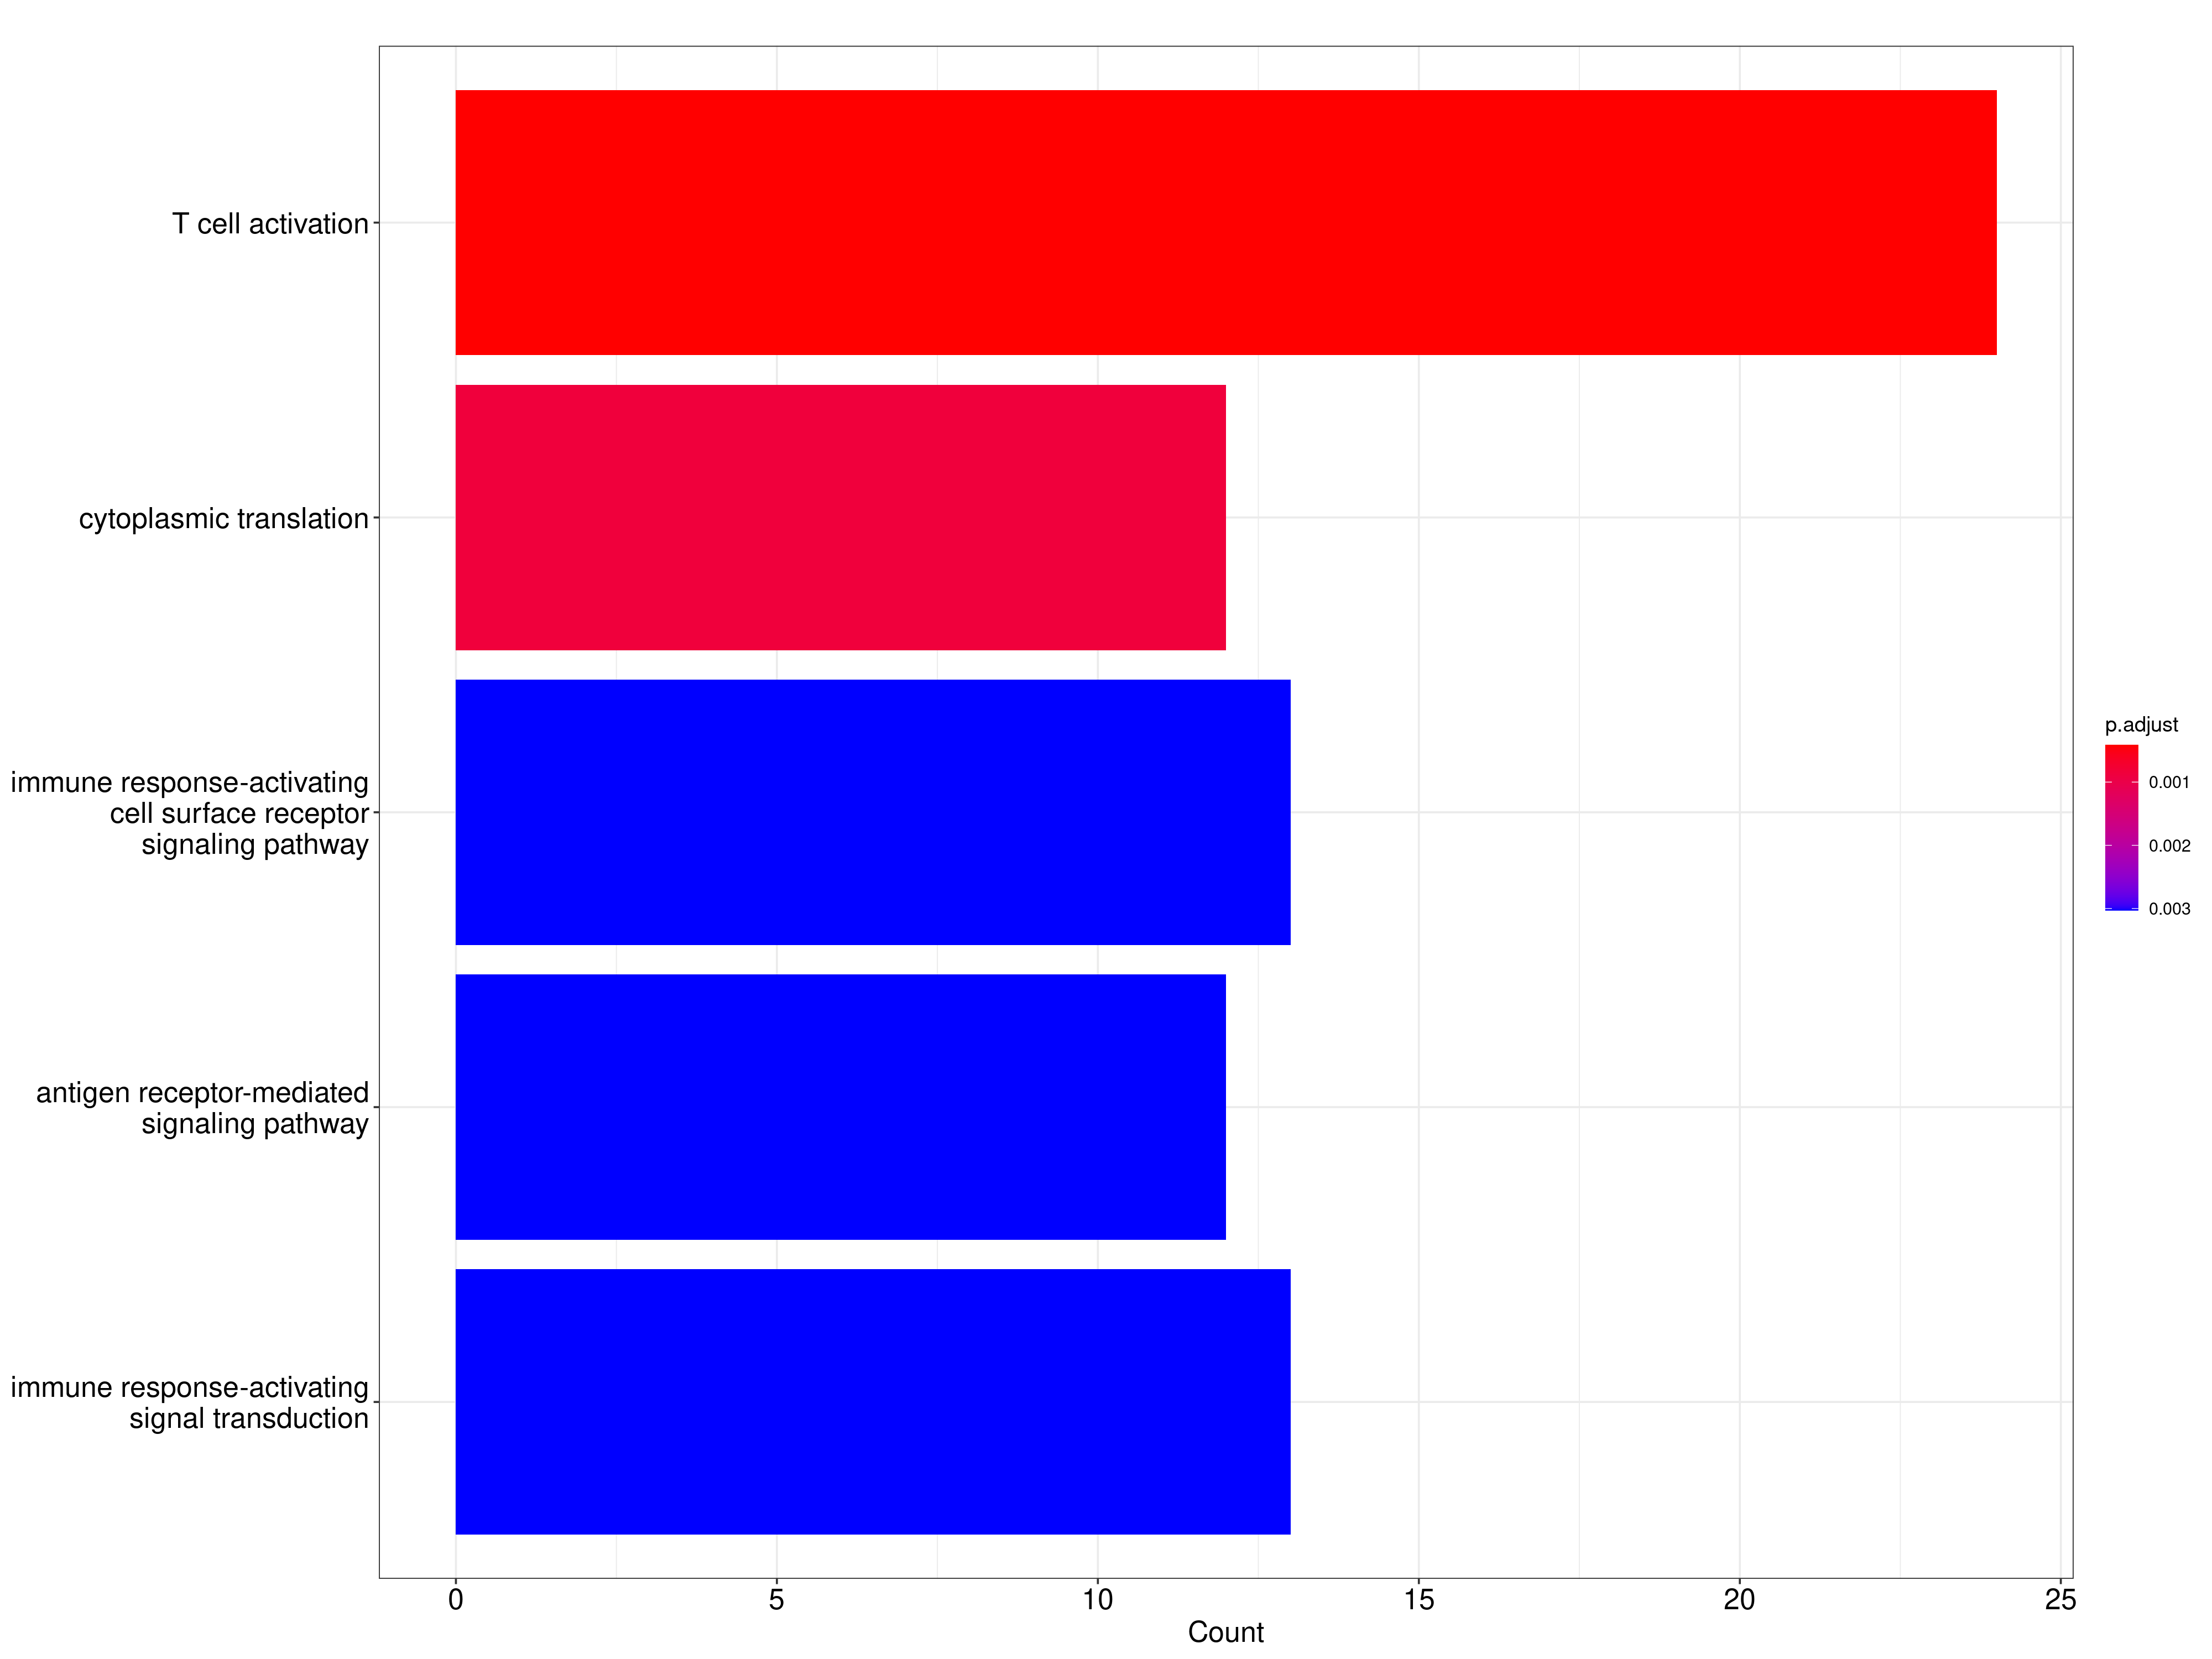 T cell activation
cytoplasmic translation
immune response-activating
cell surface receptor
signaling pathway
antigen receptor-mediated
signaling pathway
immune response-activating
signal transduction
0
5
10
15
20
25
Count
p.adjust
0.001
0.002
0.003